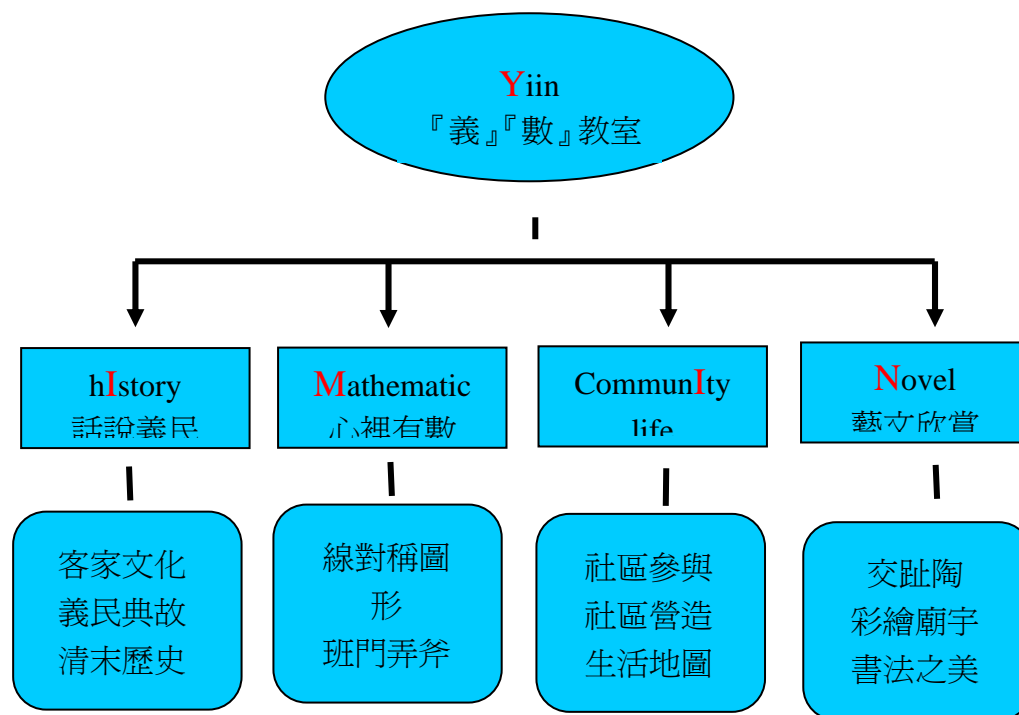 Yiin
『義』『數』教室
hIstory
話說義民
Mathematic
心裡有數
CommunIty
life
Novel
藝文欣賞
客家文化
義民典故
清末歷史
線對稱圖
形
班門弄斧
社區參與
社區營造
生活地圖
交趾陶
彩繪廟宇
書法之美